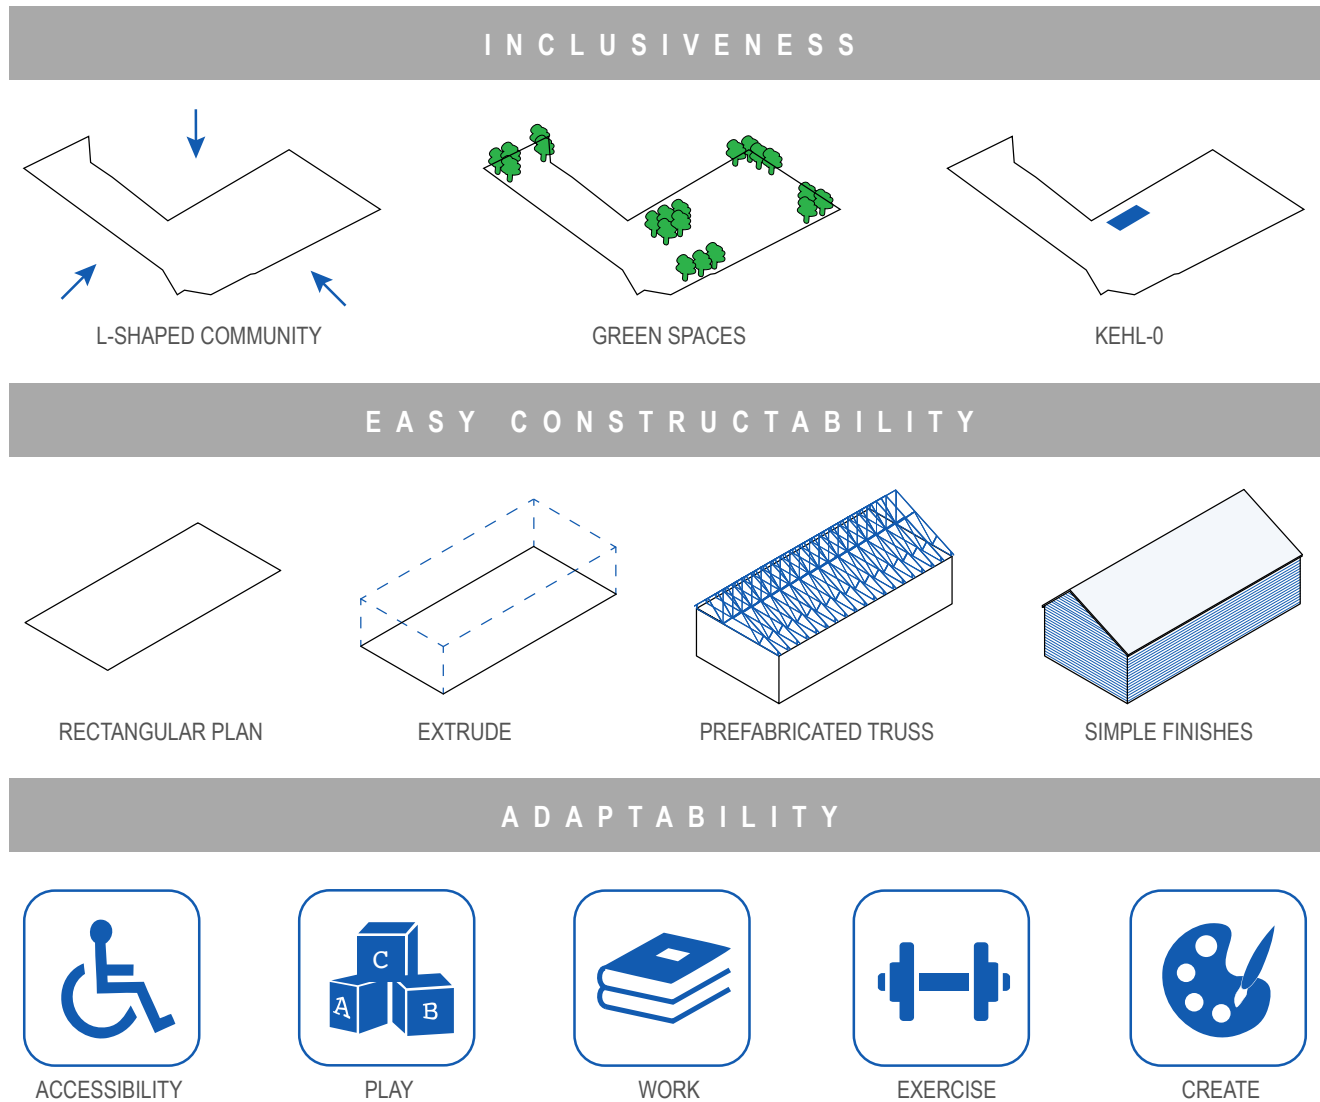 INCLUSIVENESS
L-SHAPED COMMUNITY
GREEN SPACES
KEHL-0
EASY CONSTRUCTABILITY
RECTANGULAR PLAN
EXTRUDE
PREFABRICATED TRUSS
SIMPLE FINISHES
ADAPTABILITY
C
A
B
ACCESSIBILITY
PLAY
WORK
EXERCISE
CREATE